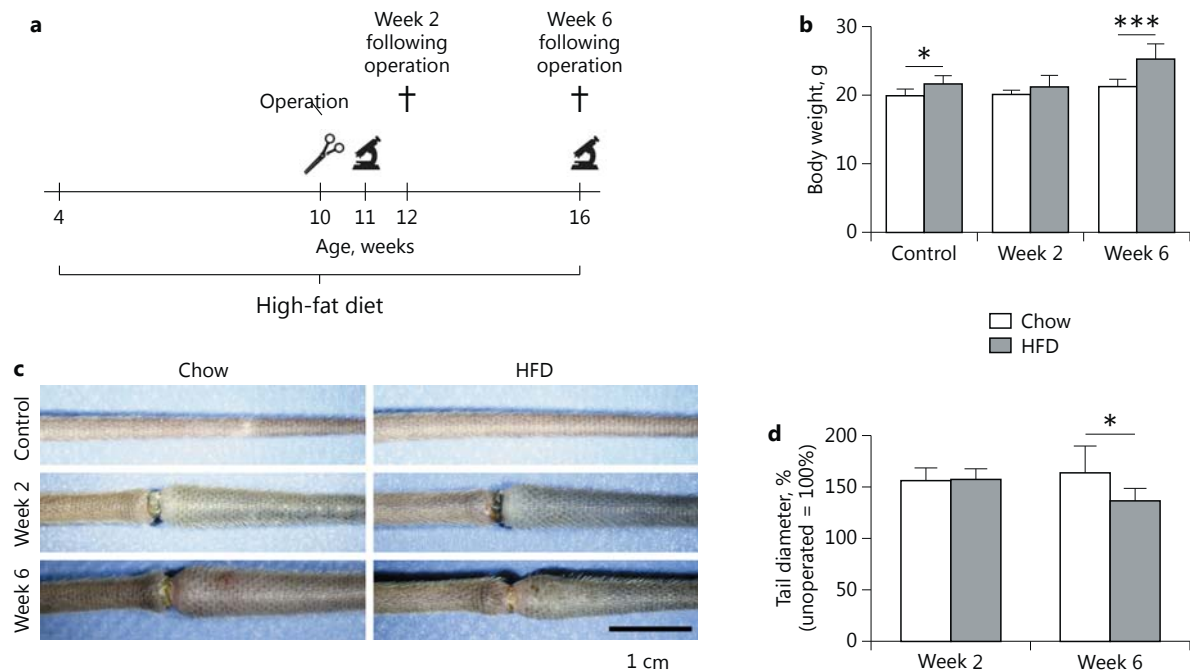 a
Week 2
following
operation
Week 6
following
operation
†
†
Operation
4
10
11
12
16
Age, weeks
High-fat diet
b
30
20
10
0
Body weight, g
*
***
Control
Week 2
Week 6
Chow
HFD
c
Chow
HFD
Control
Week 2
Week 6
1 cm
d
200
150
100
50
0
Tail diameter, %
(unoperated = 100%)
*
Week 2
Week 6